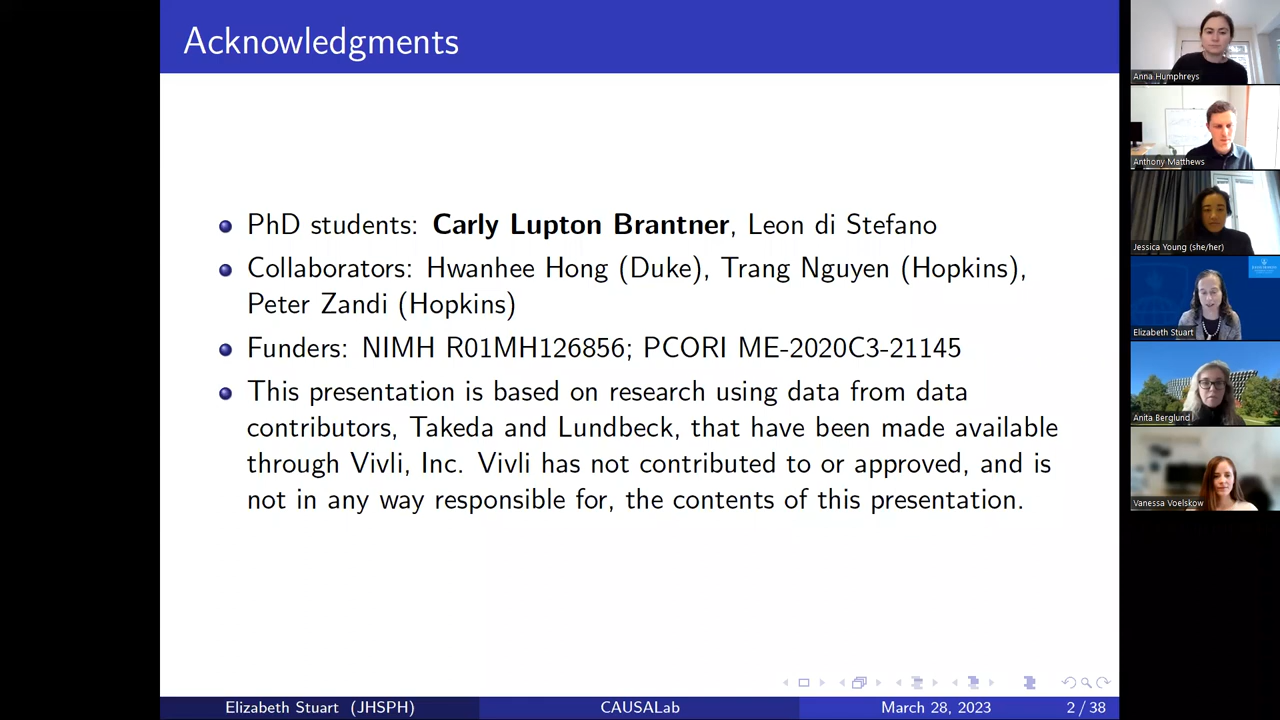 Acknowledgments
PhD students: Carly Lupton Brantner, Leon di Stefano
Collaborators: Hwanhee Hong (Duke), Trang Nguyen (Hopkins),
Peter Zandi (Hopkins)
Funders: NIMH R01MH126856; PCORI ME-2020C3-21145
This presentation is based on research using data from data
contributors, Takeda and Lundbeck, that have been made available
through Vivli, Inc. Vivli has not contributed to or approved, and is
not in any way responsible for, the contents of this presentation.
Elizabeth Stuart (JHSPH)
CAUSALab
March 28, 2023
2 / 38
Anna Humphreys
Anthony Matthews
Jessica Young (she/her)
Elizabeth Stuart
Anita Berglund
Vanessa Voelskow